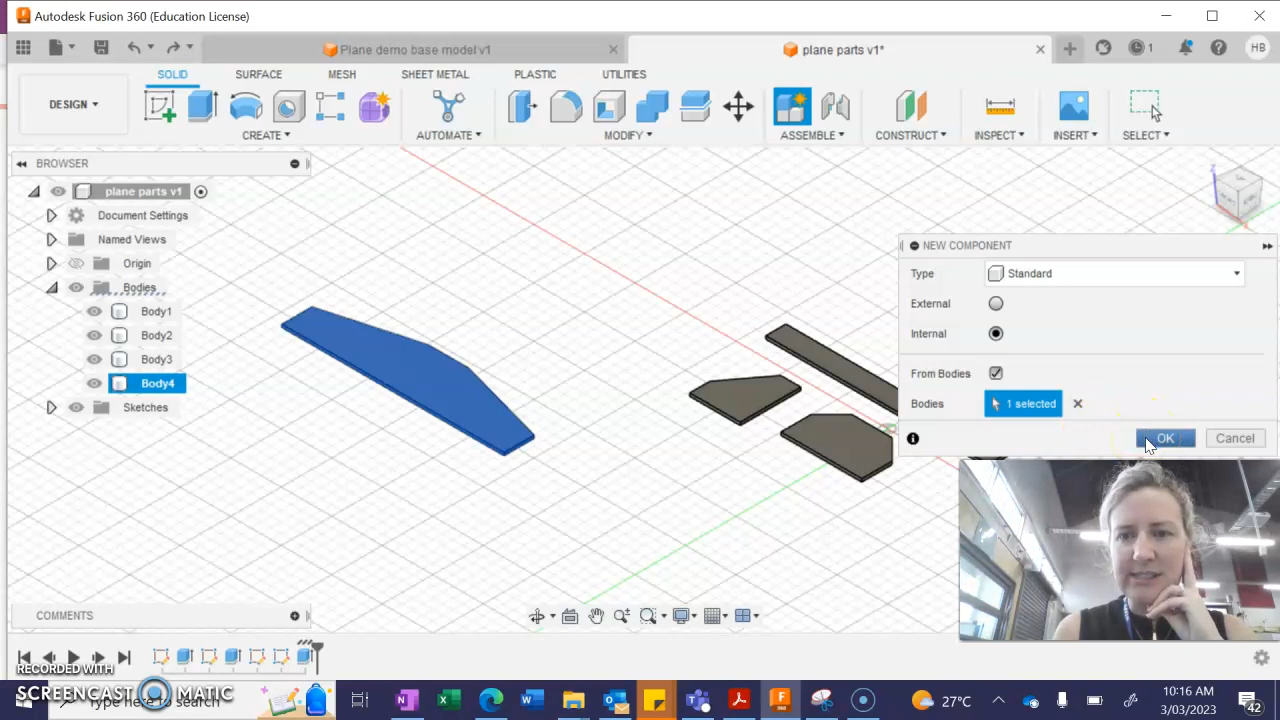 Autodesk Fusion 360 (Education License)
Plane demo base model v1
plane parts v1*
1
HB
DESIGN
SOLID
SURFACE
MESH
SHEET METAL
PLASTIC
UTILITIES
CREATE
AUTOMATE
MODIFY
ASSEMBLE
CONSTRUCT
INSPECT
INSERT
SELECT
BROWSER
plane parts v1
Document Settings
Named Views
Origin
Bodies
Body1
Body2
Body3
Body4
Sketches
NEW COMPONENT
Type
Standard
External
Internal
From Bodies
Bodies
1 selected
OK
Cancel
COMMENTS
RECORDED WITH
SCREENCAST MATIC
Type here to search
27°C
10:16 AM
3/03/2023
42